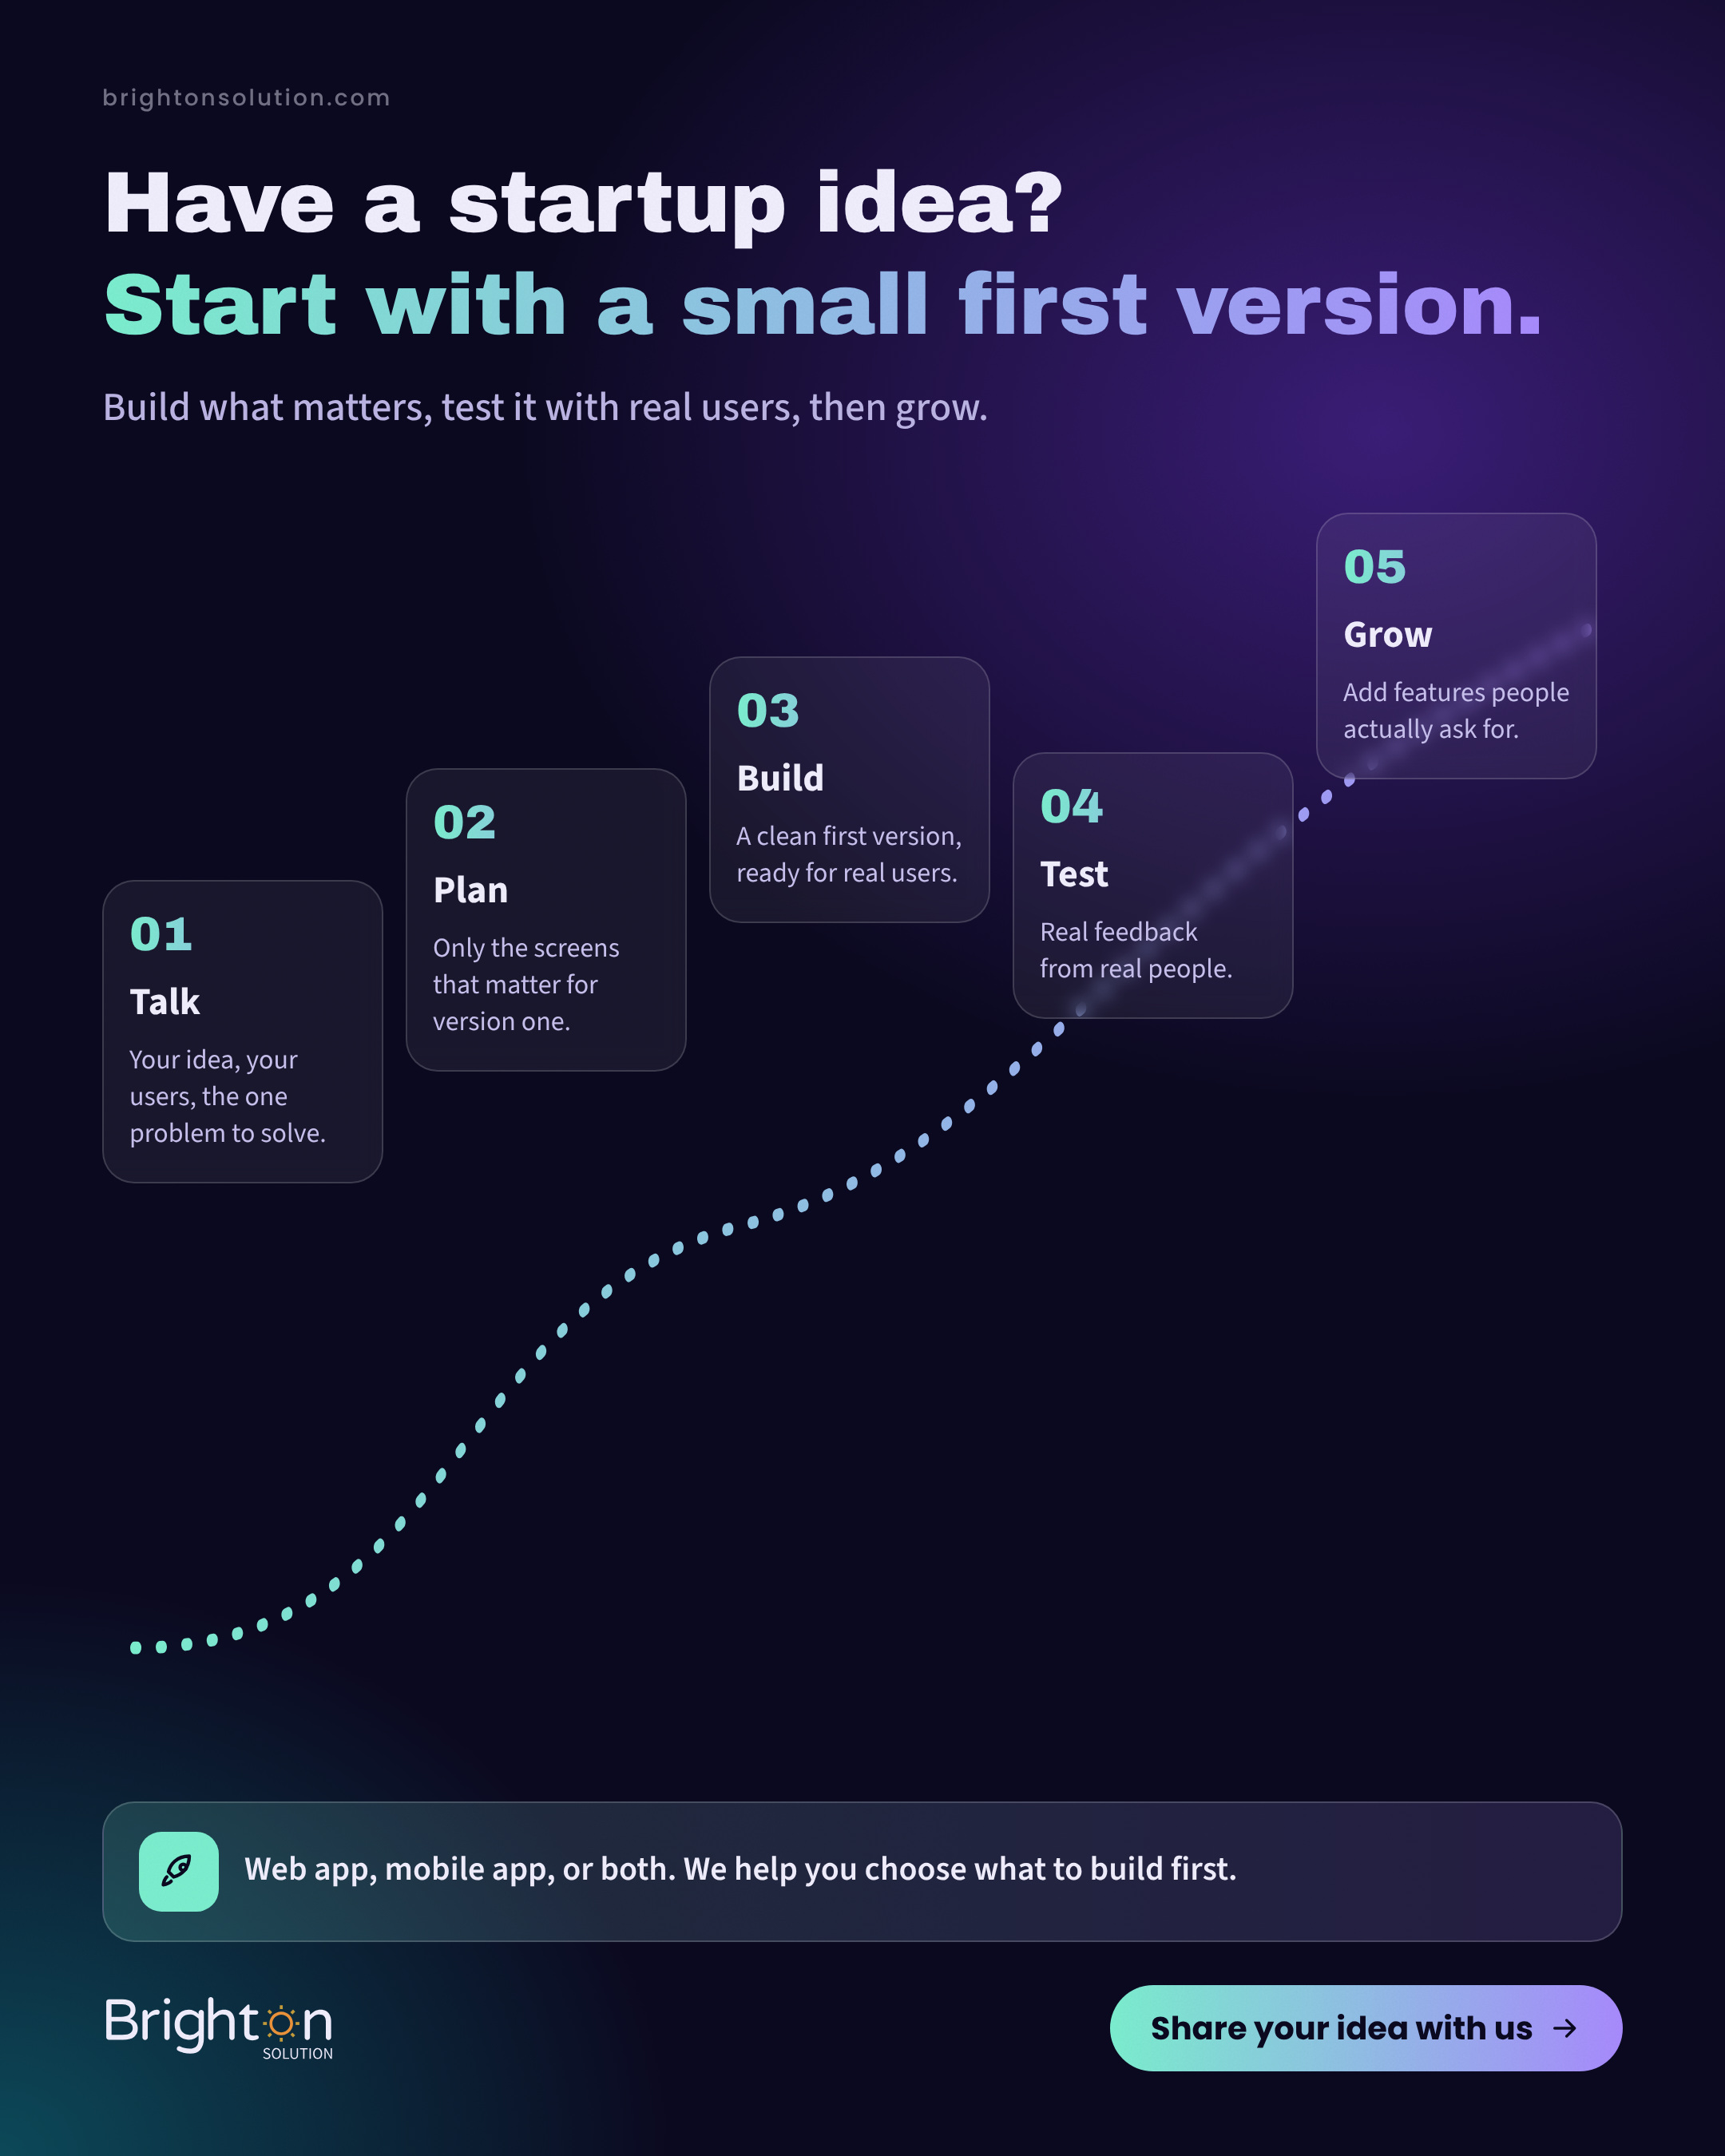 brightonsolution.com
Have a startup idea?
Start with a small first version.
Build what matters, test it with real users, then grow.
01
Talk
Your idea, your
users, the one
problem to solve.
02
Plan
Only the screens
that matter for
version one.
03
Build
A clean first version,
ready for real users.
04
Test
Real feedback
from real people.
05
Grow
Add features people
actually ask for.
Web app, mobile app, or both. We help you choose what to build first.
Brighton
SOLUTION
Share your idea with us →